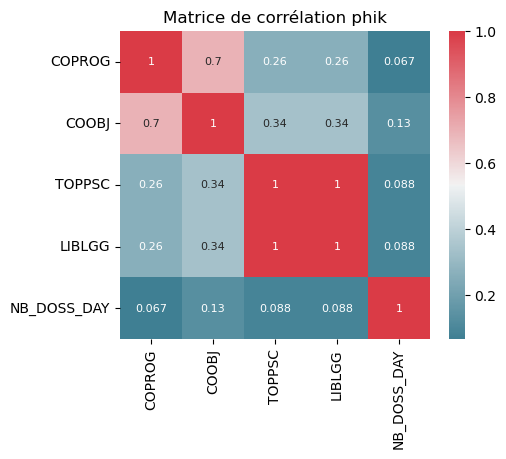 Matrice de corrélation phik
COPROG 1 0.7 0.26 0.26 0.067
COOBJ 0.7 1 0.34 0.34 0.13
TOPPSC 0.26 0.34 1 1 0.088
LIBLGG 0.26 0.34 1 1 0.088
NB_DOSS_DAY 0.067 0.13 0.088 0.088 1
COPROG COOBJ TOPPSC LIBLGG NB_DOSS_DAY
1.0
0.8
0.6
0.4
0.2